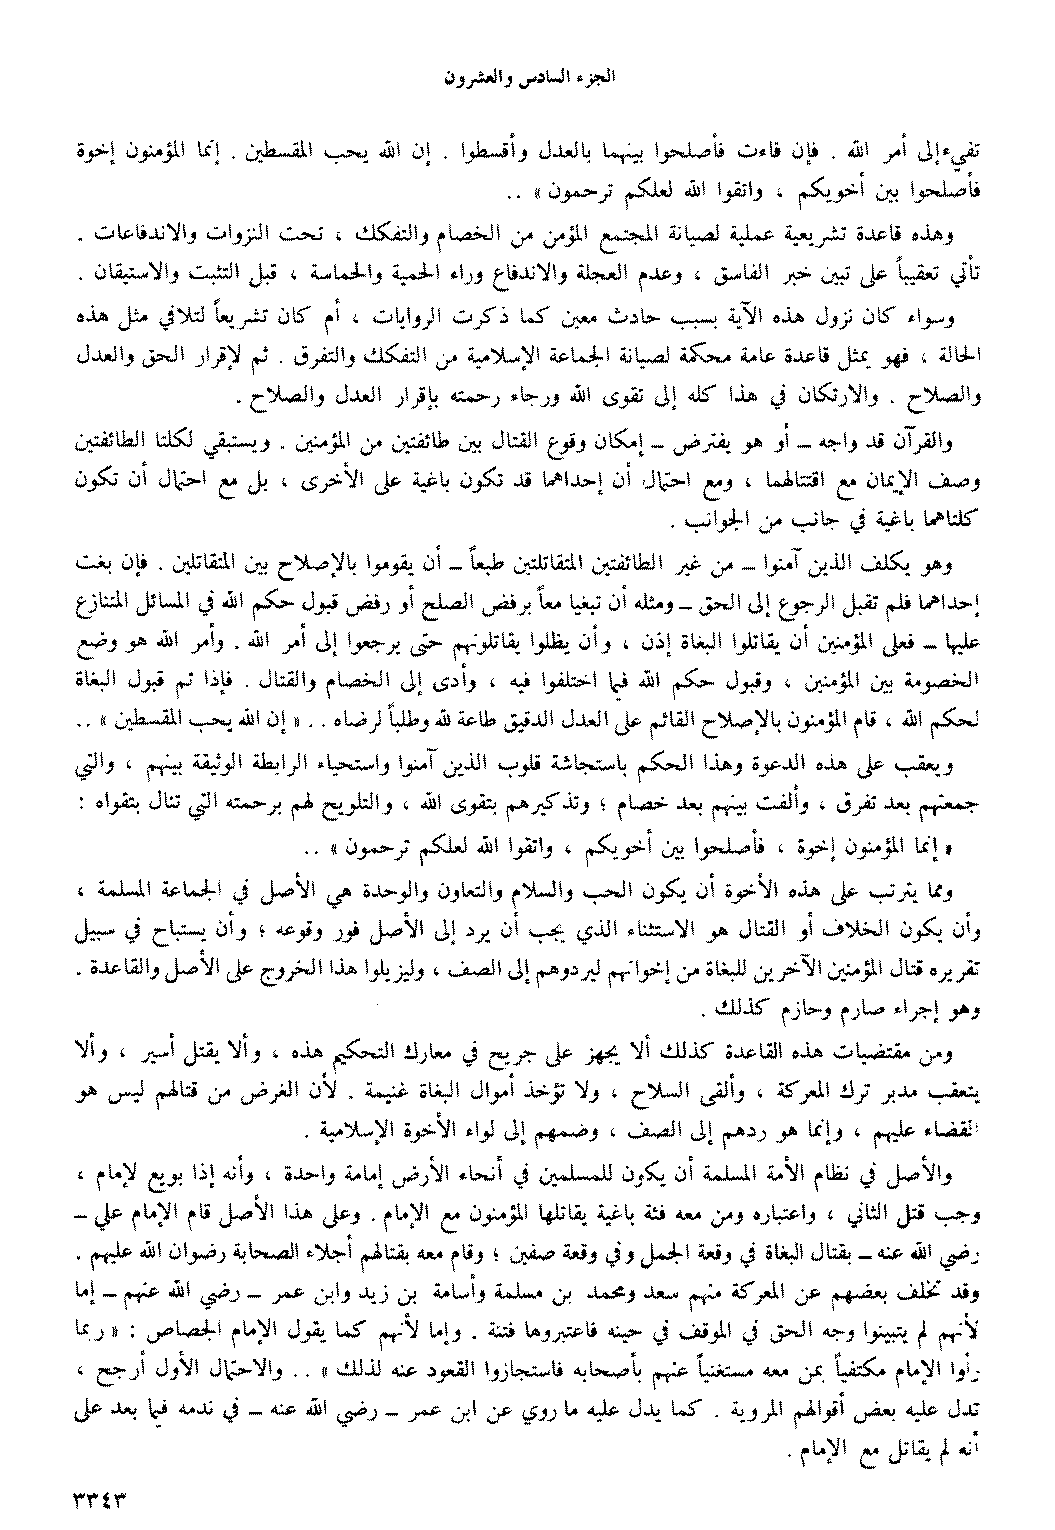 الجزء السادس والعشرون
تفيء إلى أمر الله . فإن فاءت فأصلحوا بينهما بالعدل وأقسطوا . إن الله يحب المقسطين . إنما المؤمنون إخوة
فأصلحوا بين أخويكم ، واتقوا الله لعلكم ترحمون » ..
وهذه قاعدة تشريعية عملية لصيانة المجتمع المؤمن من الخصام والتفكك ، تحت النزوات والاندفاعات .
تأتي تعقيباً على تبين خبر الفاسق ، وعدم العجلة والاندفاع وراء الحمية والحماسة ، قبل التثبت والاستيقان .
وسواء كان نزول هذه الآية بسبب حادث معين كما ذكرت الروايات ، أم كان تشريعاً لتلافي مثل هذه
الحالة ، فهو يمثل قاعدة عامة محكمة لصيانة الجماعة الإسلامية من التفكك والتفرق . ثم لإقرار الحق والعدل
والصلاح . والارتكان في هذا كله إلى تقوى الله ورجاء رحمته بإقرار العدل والصلاح .
والقرآن قد واجه – أو هو يفترض – إمكان وقوع القتال بين طائفتين من المؤمنين . ويستبقي لكلتا الطائفتين
وصف الإيمان مع اقتتالهما ، ومع احتمال أن إحداهما قد تكون باغية على الأخرى ، بل مع احتمال أن تكون
كلتاهما باغية في جانب من الجوانب .
وهو يكلف الذين آمنوا – من غير الطائفتين المتقاتلتين طبعاً – أن يقوموا بالإصلاح بين المتقاتلين . فإن بغت
إحداهما فلم تقبل الرجوع إلى الحق – ومثله أن تبغيا معاً برفض الصلح أو رفض قبول حكم الله في المسائل المتنازع
عليها – فعلى المؤمنين أن يقاتلوا البغاة إذن ، وأن يظلوا يقاتلونهم حتى يرجعوا إلى أمر الله . وأمر الله هو وضع
الخصومة بين المؤمنين ، وقبول حكم الله فيما اختلفوا فيه ، وأدى إلى الخصام والقتال . فإذا تم قبول البغاة
لحكم الله ، قام المؤمنون بالإصلاح القائم على العدل الدقيق طاعة لله وطلباً لرضاه .. « إن الله يحب المقسطين » ..
ويعقب على هذه الدعوة وهذا الحكم باستجاشة قلوب الذين آمنوا واستحياء الرابطة الوثيقة بينهم ، والتي
جمعتهم بعد تفرق ، وألفت بينهم بعد خصام ؛ وتذكيرهم بتقوى الله ، والتلويح لهم برحمته التي تنال بتقواه :
« إنما المؤمنون إخوة ، فأصلحوا بين أخويكم ، واتقوا الله لعلكم ترحمون » ..
ومما يترتب على هذه الأخوة أن يكون الحب والسلام والتعاون والوحدة هي الأصل في الجماعة المسلمة ،
وأن يكون الخلاف أو القتال هو الاستثناء الذي يجب أن يرد إلى الأصل فور وقوعه ؛ وأن يستباح في سبيل
تقريره قتال المؤمنين الآخرين للبغاة من إخوانهم ليردوهم إلى الصف ، وليزيلوا هذا الخروج على الأصل والقاعدة .
وهو إجراء صارم وحازم كذلك .
ومن مقتضيات هذه القاعدة كذلك ألا يجهز على جريح في معارك التحكيم هذه ، وألا يقتل أسير ، وألا
يتعقب مدبر ترك المعركة ، وألقى السلاح ، ولا تؤخذ أموال البغاة غنيمة . لأن الغرض من قتالهم ليس هو
القضاء عليهم ، وإنما هو ردهم إلى الصف ، وضمهم إلى لواء الأخوة الإسلامية .
والأصل في نظام الأمة المسلمة أن يكون للمسلمين في أنحاء الأرض إمامة واحدة ، وأنه إذا بويع لإمام ،
وجب قتل الثاني ، واعتباره ومن معه فئة باغية يقاتلها المؤمنون مع الإمام . وعلى هذا الأصل قام الإمام علي –
رضي الله عنه – بقتال البغاة في وقعة الجمل وفي وقعة صفين ؛ وقام معه بقتالهم أجلاء الصحابة رضوان الله عليهم .
وقد تخلف بعضهم عن المعركة منهم سعد ومحمد بن مسلمة وأسامة بن زيد وابن عمر – رضي الله عنهم – إما
لأنهم لم يتبينوا وجه الحق في الموقف في حينه فاعتبروها فتنة . وإما لأنهم كما يقول الإمام الجصاص : « ربما
رأوا الإمام مكتفياً بمن معه مستغنياً عنهم بأصحابه فاستجازوا القعود عنه لذلك » .. والاحتمال الأول أرجح ،
تدل عليه بعض أقوالهم المروية . كما يدل عليه ما روي عن ابن عمر – رضي الله عنه – في ندمه فيما بعد على
أنه لم يقاتل مع الإمام .
٣٣٤٣